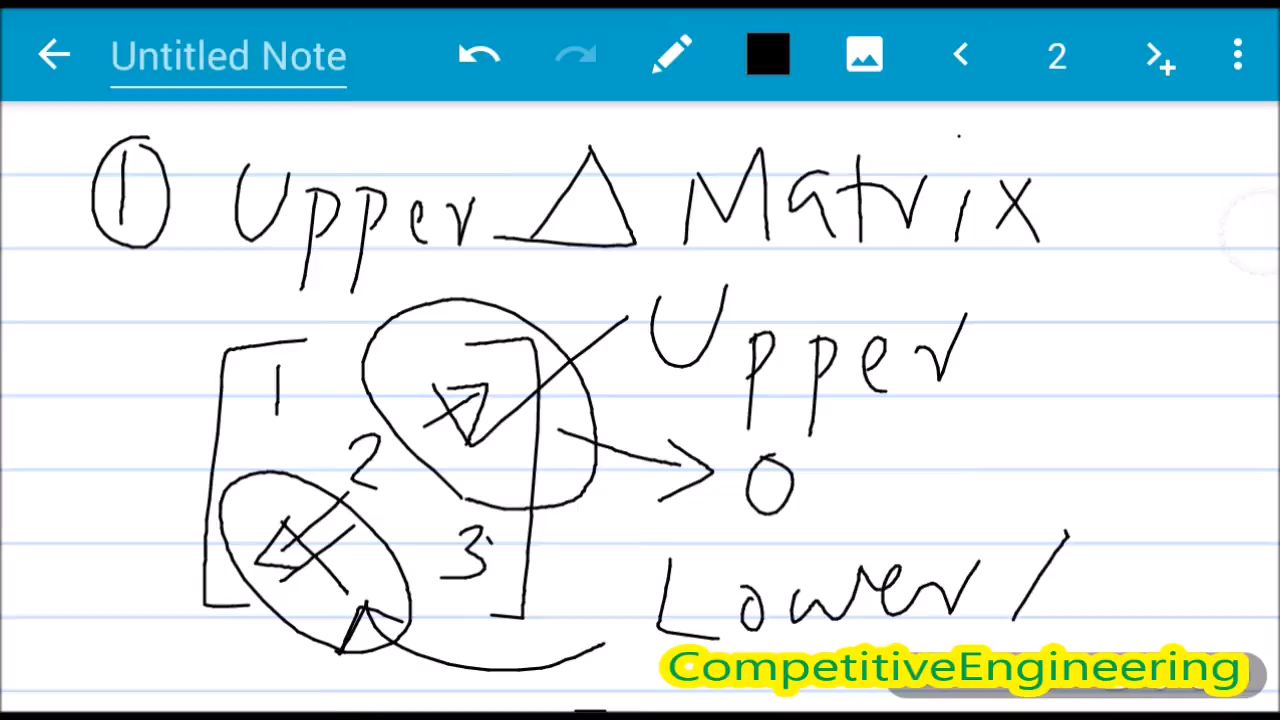 Untitled Note
2
① Upper △ Matrix
Upper
1
2
0
3
Lower /
CompetitiveEngineering